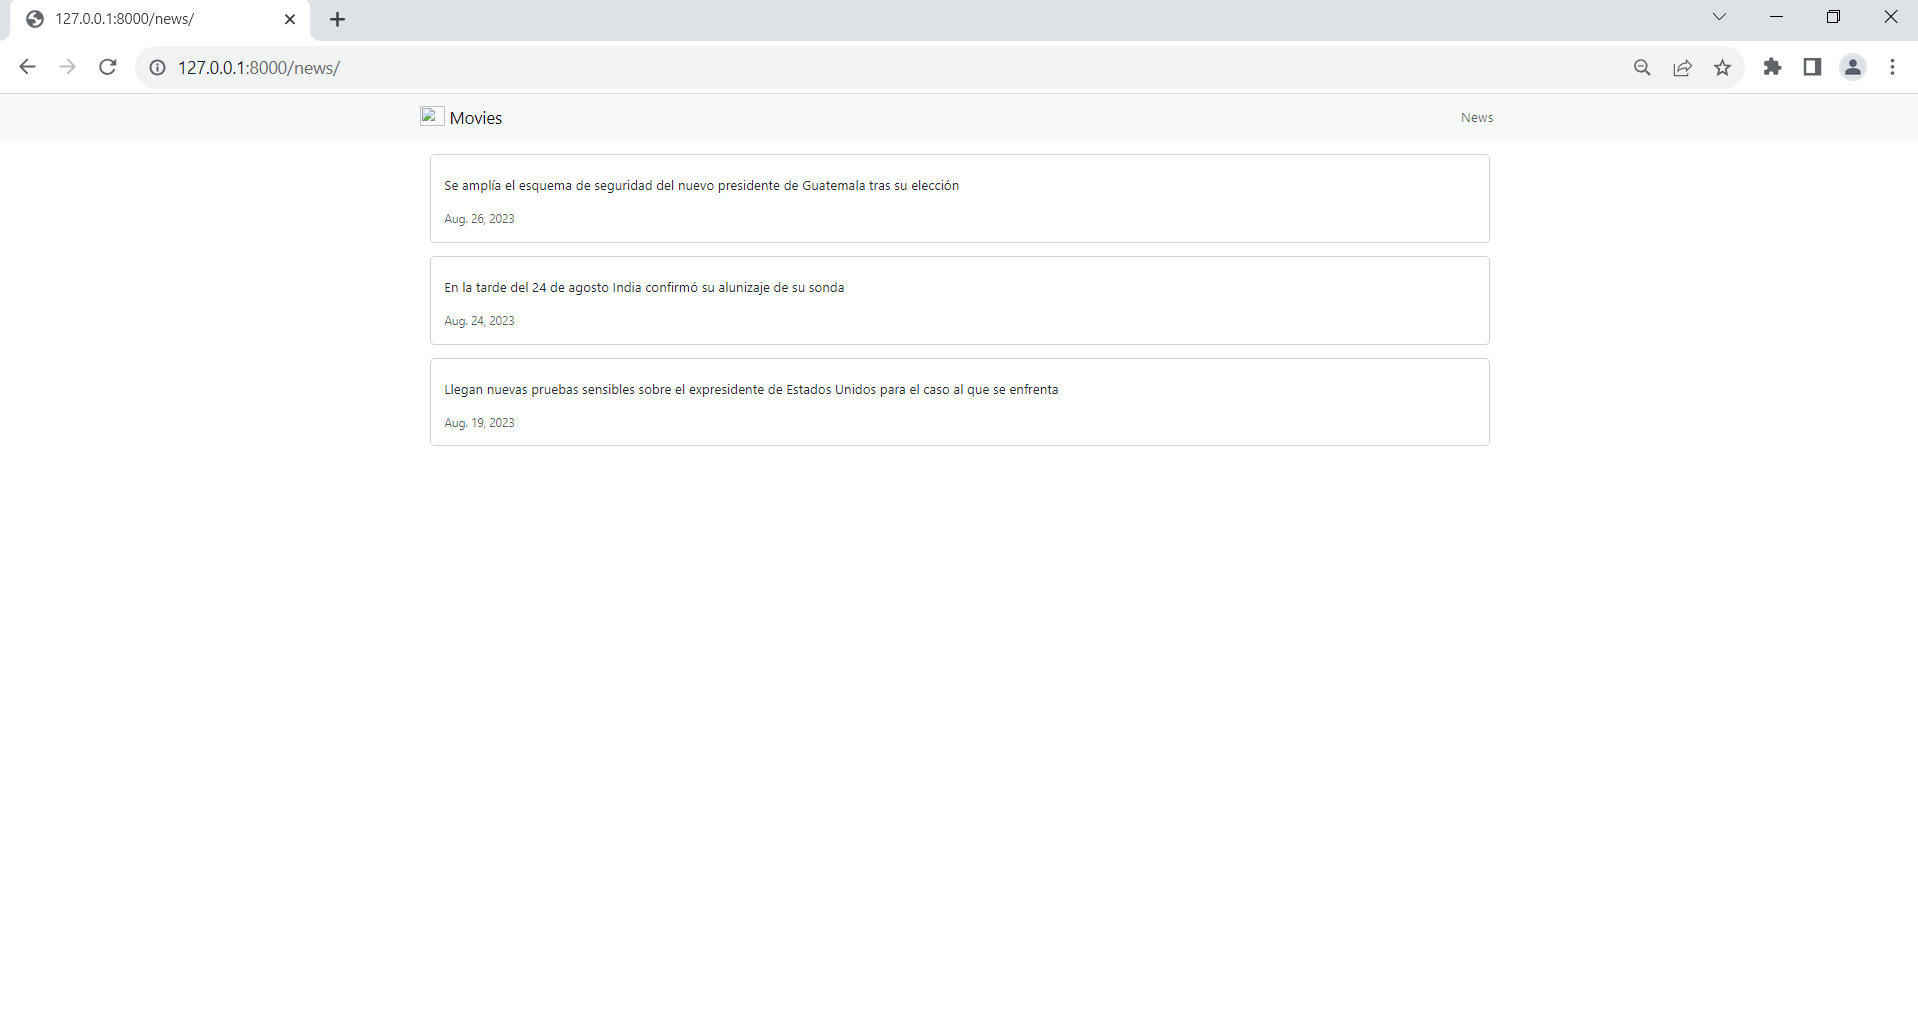 127.0.0.1:8000/news/
127.0.0.1:8000/news/
Movies
News
Se amplía el esquema de seguridad del nuevo presidente de Guatemala tras su elección
Aug. 26, 2023
En la tarde del 24 de agosto India confirmó su alunizaje de su sonda
Aug. 24, 2023
Llegan nuevas pruebas sensibles sobre el expresidente de Estados Unidos para el caso al que se enfrenta
Aug. 19, 2023